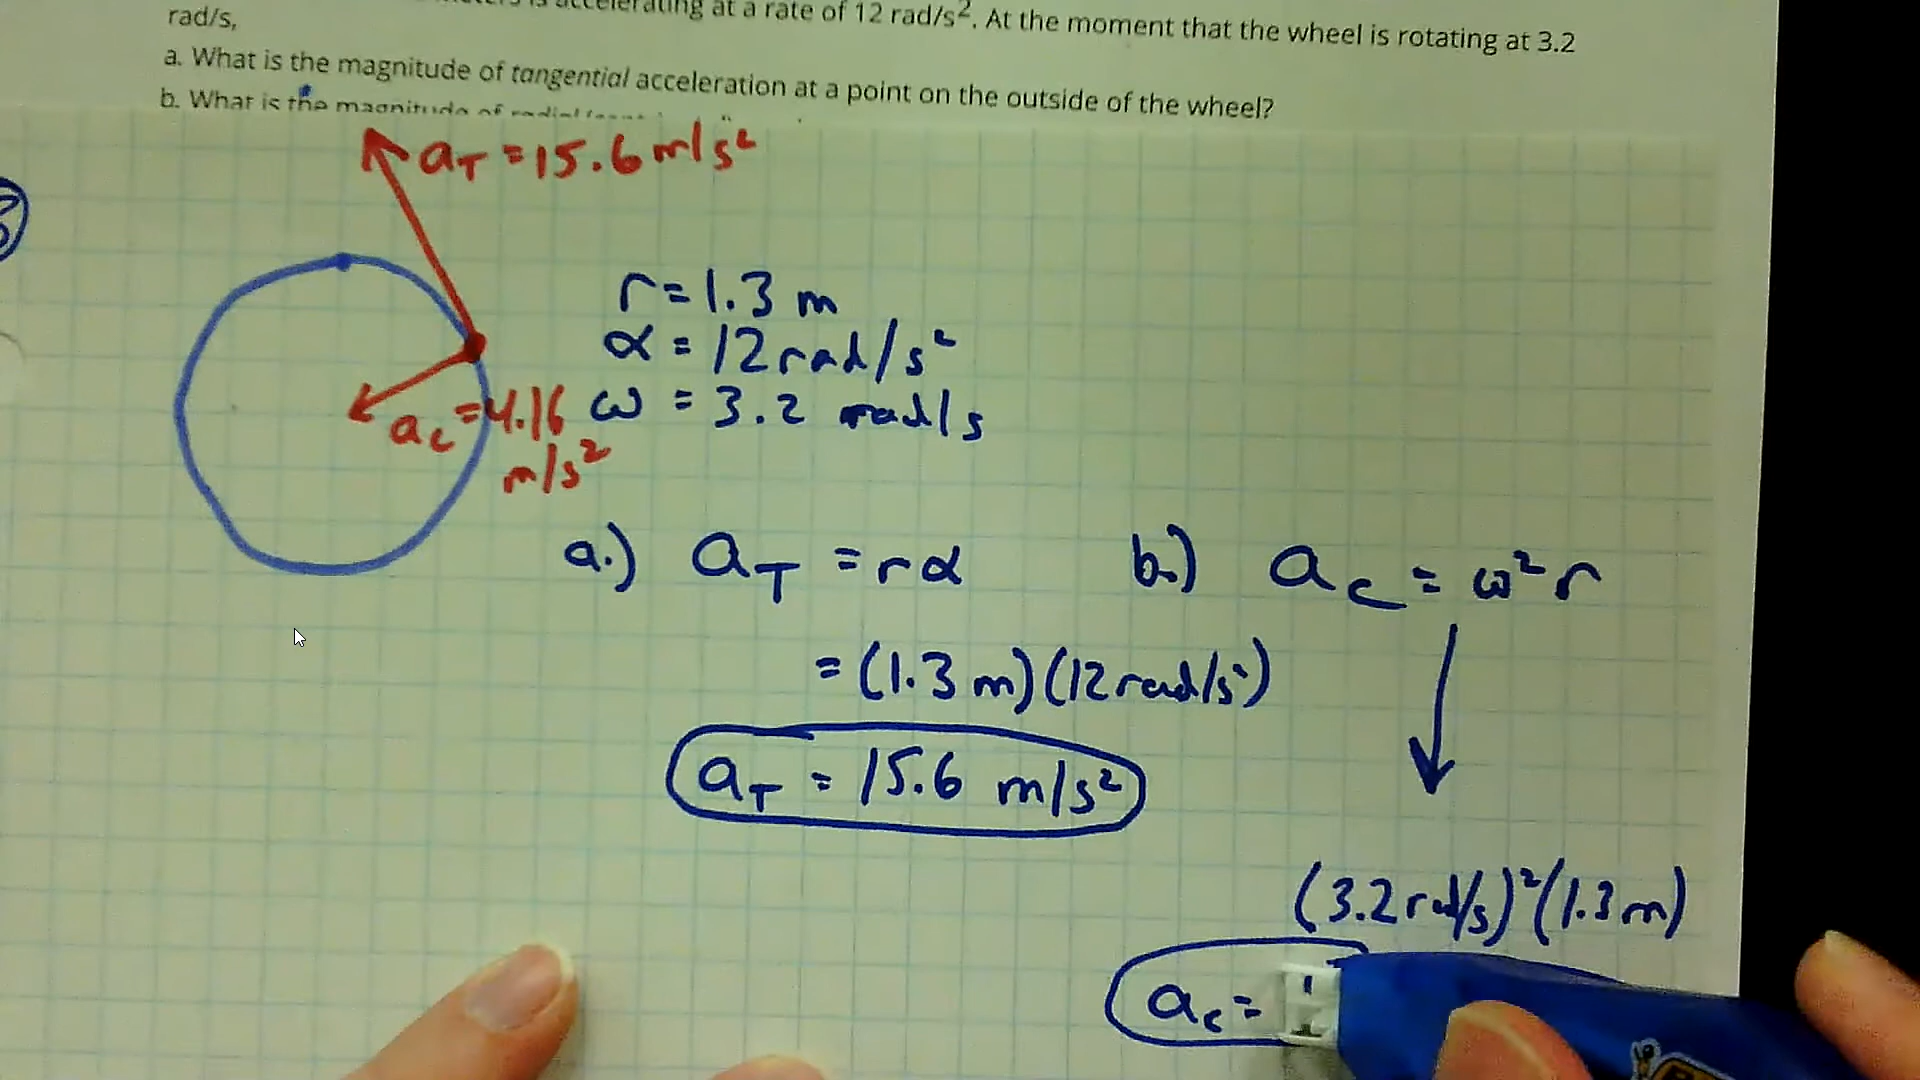 accelerating at a rate of 12 rad/s². At the moment that the wheel is rotating at 3.2
rad/s,
a. What is the magnitude of tangential acceleration at a point on the outside of the wheel?
b. What is the magnitude of radial
aT = 15.6 m/s²
r = 1.3 m
α = 12 rad/s²
ω = 3.2 rad/s
ac = 4.16
m/s²
a.) aT = rα
b.) ac = ω²r
= (1.3 m)(12 rad/s²)
aT = 15.6 m/s²
(3.2 rad/s)²(1.3 m)
ac =